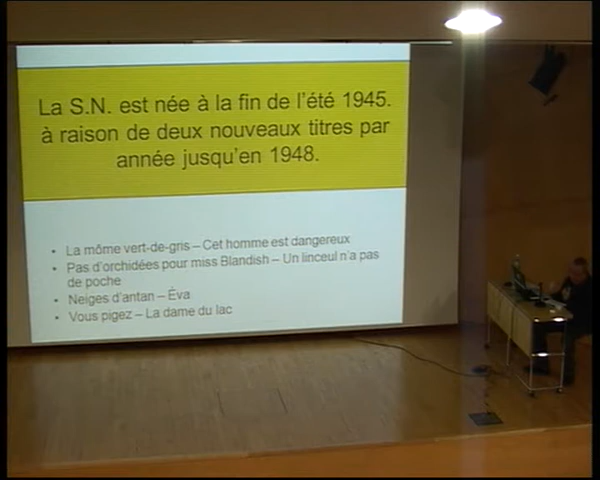 La S.N. est née à la fin de l'été 1945.
à raison de deux nouveaux titres par
année jusqu'en 1948.
• La môme vert-de-gris – Cet homme est dangereux
• Pas d'orchidées pour miss Blandish – Un linceul n'a pas
de poche
• Neiges d'antan – Éva
• Vous pigez – La dame du lac